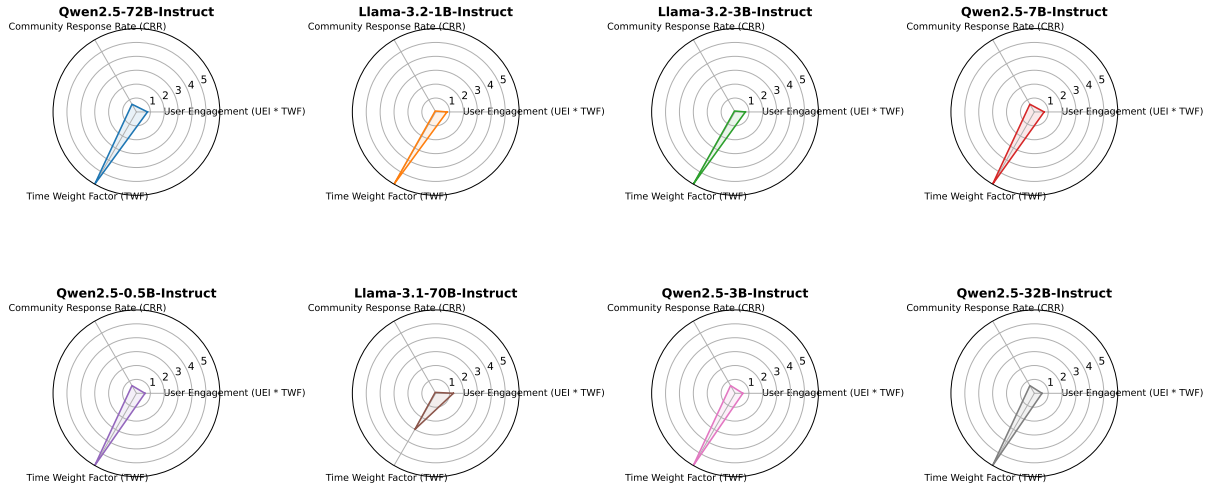 Qwen2.5-72B-Instruct
Community Response Rate (CRR)
5
4
3
2
1
User Engagement (UEI * TWF)
Time Weight Factor (TWF)
Llama-3.2-1B-Instruct
Community Response Rate (CRR)
5
4
3
2
1
User Engagement (UEI * TWF)
Time Weight Factor (TWF)
Llama-3.2-3B-Instruct
Community Response Rate (CRR)
5
4
3
2
1
User Engagement (UEI * TWF)
Time Weight Factor (TWF)
Qwen2.5-7B-Instruct
Community Response Rate (CRR)
5
4
3
2
1
User Engagement (UEI * TWF)
Time Weight Factor (TWF)
Qwen2.5-0.5B-Instruct
Community Response Rate (CRR)
5
4
3
2
1
User Engagement (UEI * TWF)
Time Weight Factor (TWF)
Llama-3.1-70B-Instruct
Community Response Rate (CRR)
5
4
3
2
1
User Engagement (UEI * TWF)
Time Weight Factor (TWF)
Qwen2.5-3B-Instruct
Community Response Rate (CRR)
5
4
3
2
1
User Engagement (UEI * TWF)
Time Weight Factor (TWF)
Qwen2.5-32B-Instruct
Community Response Rate (CRR)
5
4
3
2
1
User Engagement (UEI * TWF)
Time Weight Factor (TWF)